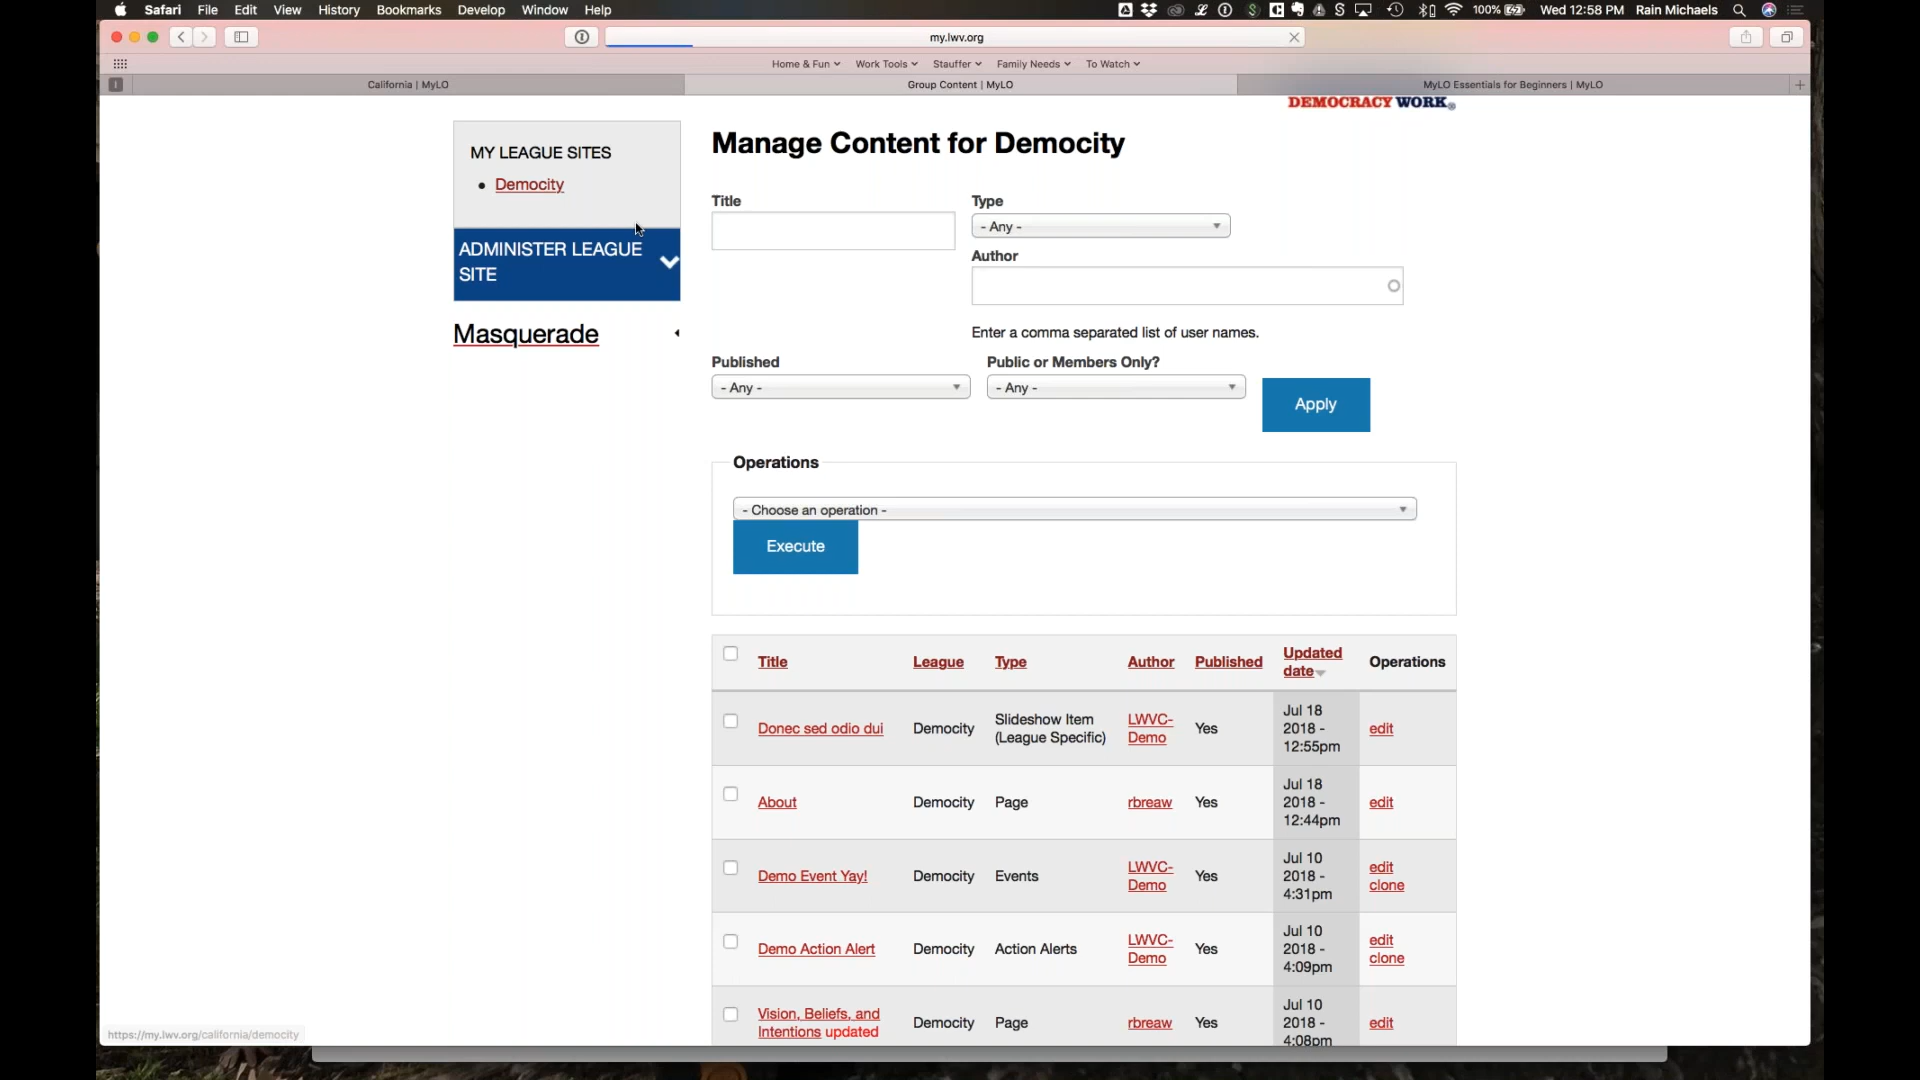 Safari File Edit View History Bookmarks Develop Window Help 100% Wed 12:58 PM Rain Michaels
my.lwv.org
Home & Fun Work Tools Stauffer Family Needs To Watch
California | MyLO Group Content | MyLO MyLO Essentials for Beginners | MyLO
DEMOCRACY WORK®
MY LEAGUE SITES
Democity
ADMINISTER LEAGUE
SITE
Masquerade
Manage Content for Democity
Title
Type
- Any -
Author
Enter a comma separated list of user names.
Published
- Any -
Public or Members Only?
- Any -
Apply
Operations
- Choose an operation -
Execute
Title League Type Author Published Updated
date Operations
Donec sed odio dui Democity Slideshow Item
(League Specific) LWVC-
Demo Yes Jul 18
2018 -
12:55pm edit
About Democity Page rbreaw Yes Jul 18
2018 -
12:44pm edit
Demo Event Yay! Democity Events LWVC-
Demo Yes Jul 10
2018 -
4:31pm edit
clone
Demo Action Alert Democity Action Alerts LWVC-
Demo Yes Jul 10
2018 -
4:09pm edit
clone
Vision, Beliefs, and
Intentions updated Democity Page rbreaw Yes Jul 10
2018 -
4:08pm edit
https://my.lwv.org/california/democity